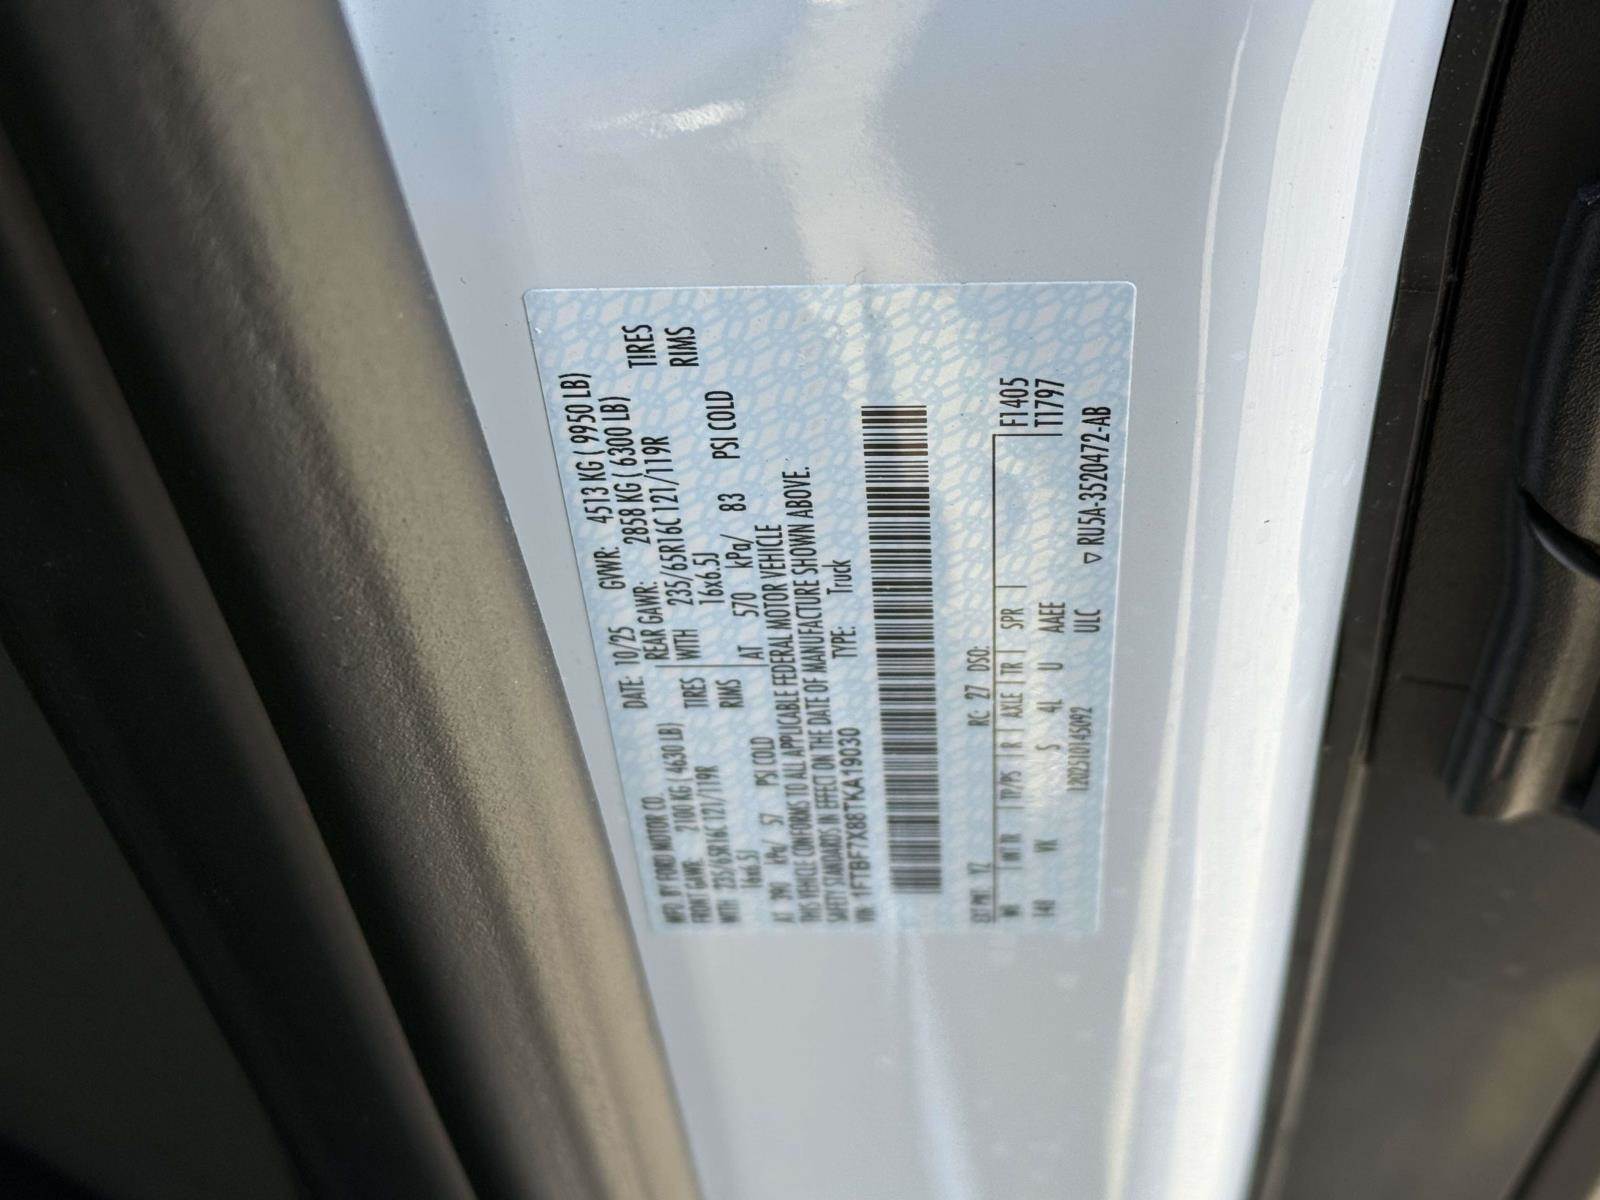 MFD. BY FORD MOTOR CO.
DATE: 10/25 GVWR: 4513 KG ( 9950 LB)
FRONT GAWR: 2100 KG ( 4630 LB)
REAR GAWR: 2858 KG ( 6300 LB)
WITH 235/65R16C 121/119R TIRES
WITH 235/65R16C 121/119R TIRES
16x6.5J RIMS
16x6.5J RIMS
AT 390 kPa/ 57 PSI COLD
AT 570 kPa/ 83 PSI COLD
THIS VEHICLE CONFORMS TO ALL APPLICABLE FEDERAL MOTOR VEHICLE
SAFETY STANDARDS IN EFFECT ON THE DATE OF MANUFACTURE SHOWN ABOVE.
VIN: 1FTBF7X88TKA19030 TYPE: Truck
EXT PNT: YZ RC: 27 DSO:
WB INT TR TP/PS R AXLE TR SPR F1405
148 VK S 4L U AAEE T1797
1202510145092 ULC
▽ RU5A-3520472-AB